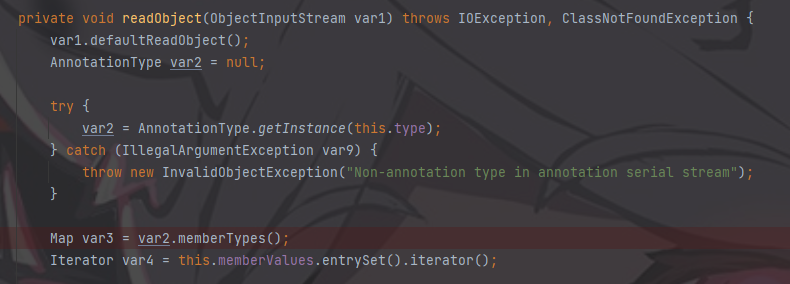 private void readObject(ObjectInputStream var1) throws IOException, ClassNotFoundException {
var1.defaultReadObject();
AnnotationType var2 = null;
try {
var2 = AnnotationType.getInstance(this.type);
} catch (IllegalArgumentException var9) {
throw new InvalidObjectException("Non-annotation type in annotation serial stream");
}
Map var3 = var2.memberTypes();
Iterator var4 = this.memberValues.entrySet().iterator();